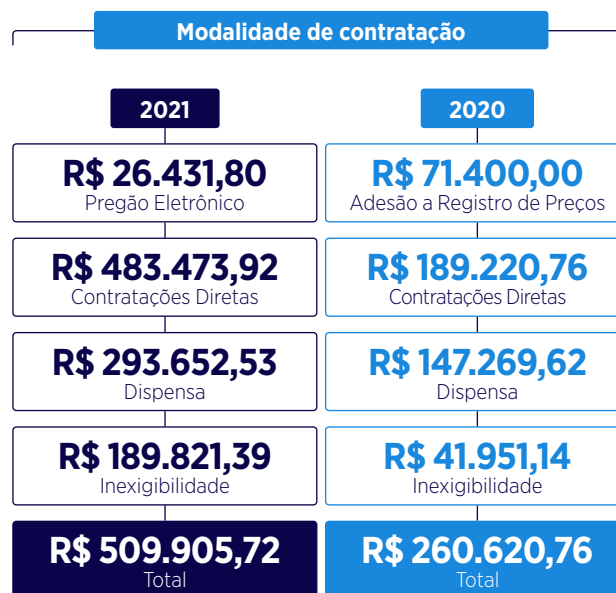 Modalidade de contratação
2021
R$ 26.431,80
Pregão Eletrônico
R$ 483.473,92
Contratações Diretas
R$ 293.652,53
Dispensa
R$ 189.821,39
Inexigibilidade
R$ 509.905,72
Total
2020
R$ 71.400,00
Adesão a Registro de Preços
R$ 189.220,76
Contratações Diretas
R$ 147.269,62
Dispensa
R$ 41.951,14
Inexigibilidade
R$ 260.620,76
Total